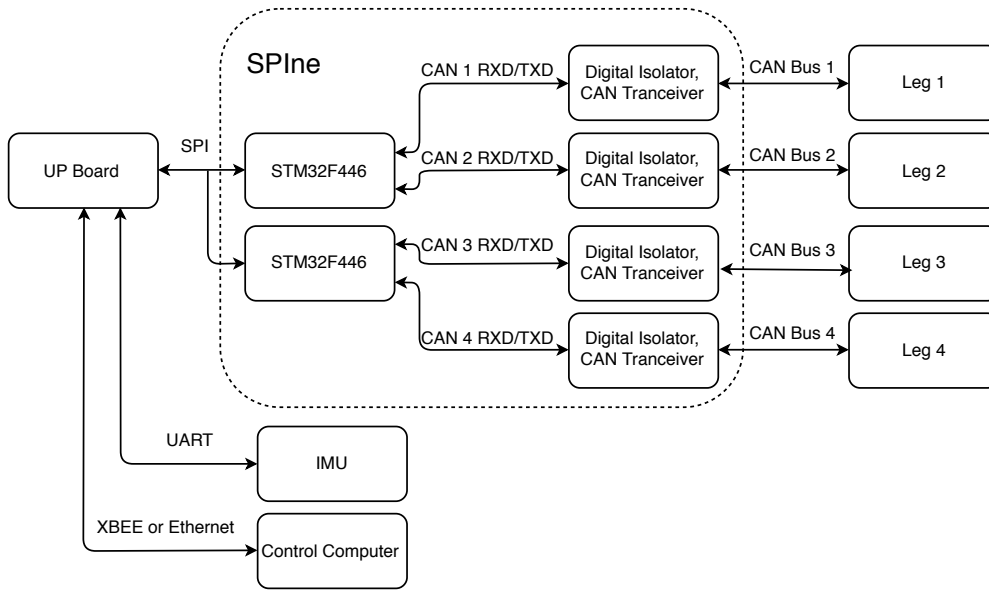 SPIne
CAN 1 RXD/TXD
Digital Isolator,
CAN Tranceiver
CAN Bus 1
Leg 1
UP Board
SPI
STM32F446
CAN 2 RXD/TXD
Digital Isolator,
CAN Tranceiver
CAN Bus 2
Leg 2
STM32F446
CAN 3 RXD/TXD
Digital Isolator,
CAN Tranceiver
CAN Bus 3
Leg 3
CAN 4 RXD/TXD
Digital Isolator,
CAN Tranceiver
CAN Bus 4
Leg 4
UART
IMU
XBEE or Ethernet
Control Computer